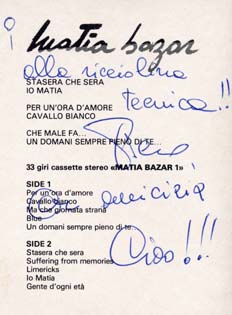 matia bazar
alla ricciolina
STASERA CHE SERA
IO MATIA
tecnica!!
PER UN'ORA D'AMORE
CAVALLO BIANCO
CHE MALE FA...
UN DOMANI SEMPRE PIENO DI TE...
33 giri cassette stereo «MATIA BAZAR 1»
SIDE 1
Per un'ora d'amore
Cavallo bianco
Ma che giornata strana
Blue
Un domani sempre pieno di te...
con amicizia
Ciao!!!
SIDE 2
Stasera che sera
Suffering from memories
Limericks
Io Matia
Gente d'ogni età